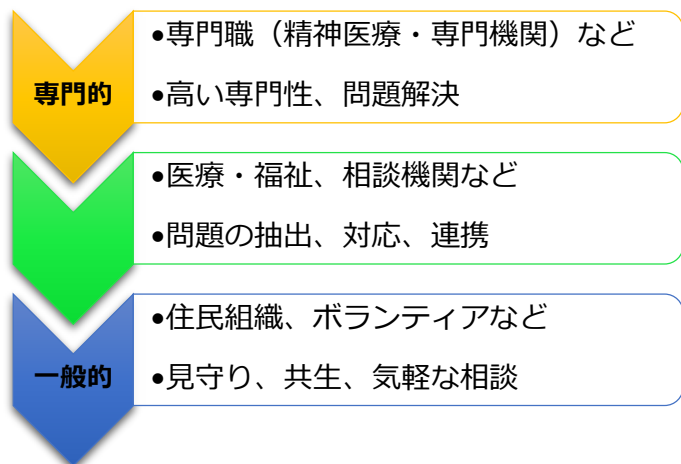 専門的
•専門職（精神医療・専門機関）など
•高い専門性、問題解決
•医療・福祉、相談機関など
•問題の抽出、対応、連携
一般的
•住民組織、ボランティアなど
•見守り、共生、気軽な相談